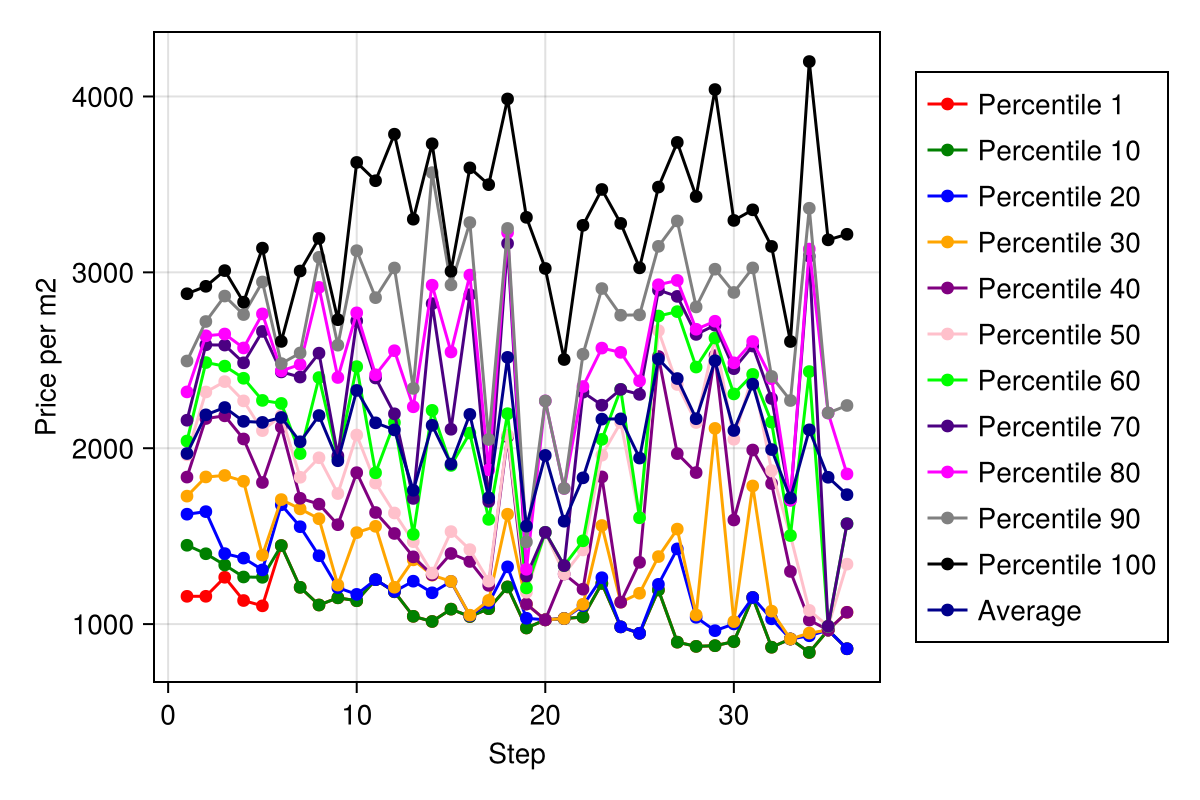 4000
3000
2000
1000
Price per m2
0
10
20
30
Step
Percentile 1
Percentile 10
Percentile 20
Percentile 30
Percentile 40
Percentile 50
Percentile 60
Percentile 70
Percentile 80
Percentile 90
Percentile 100
Average